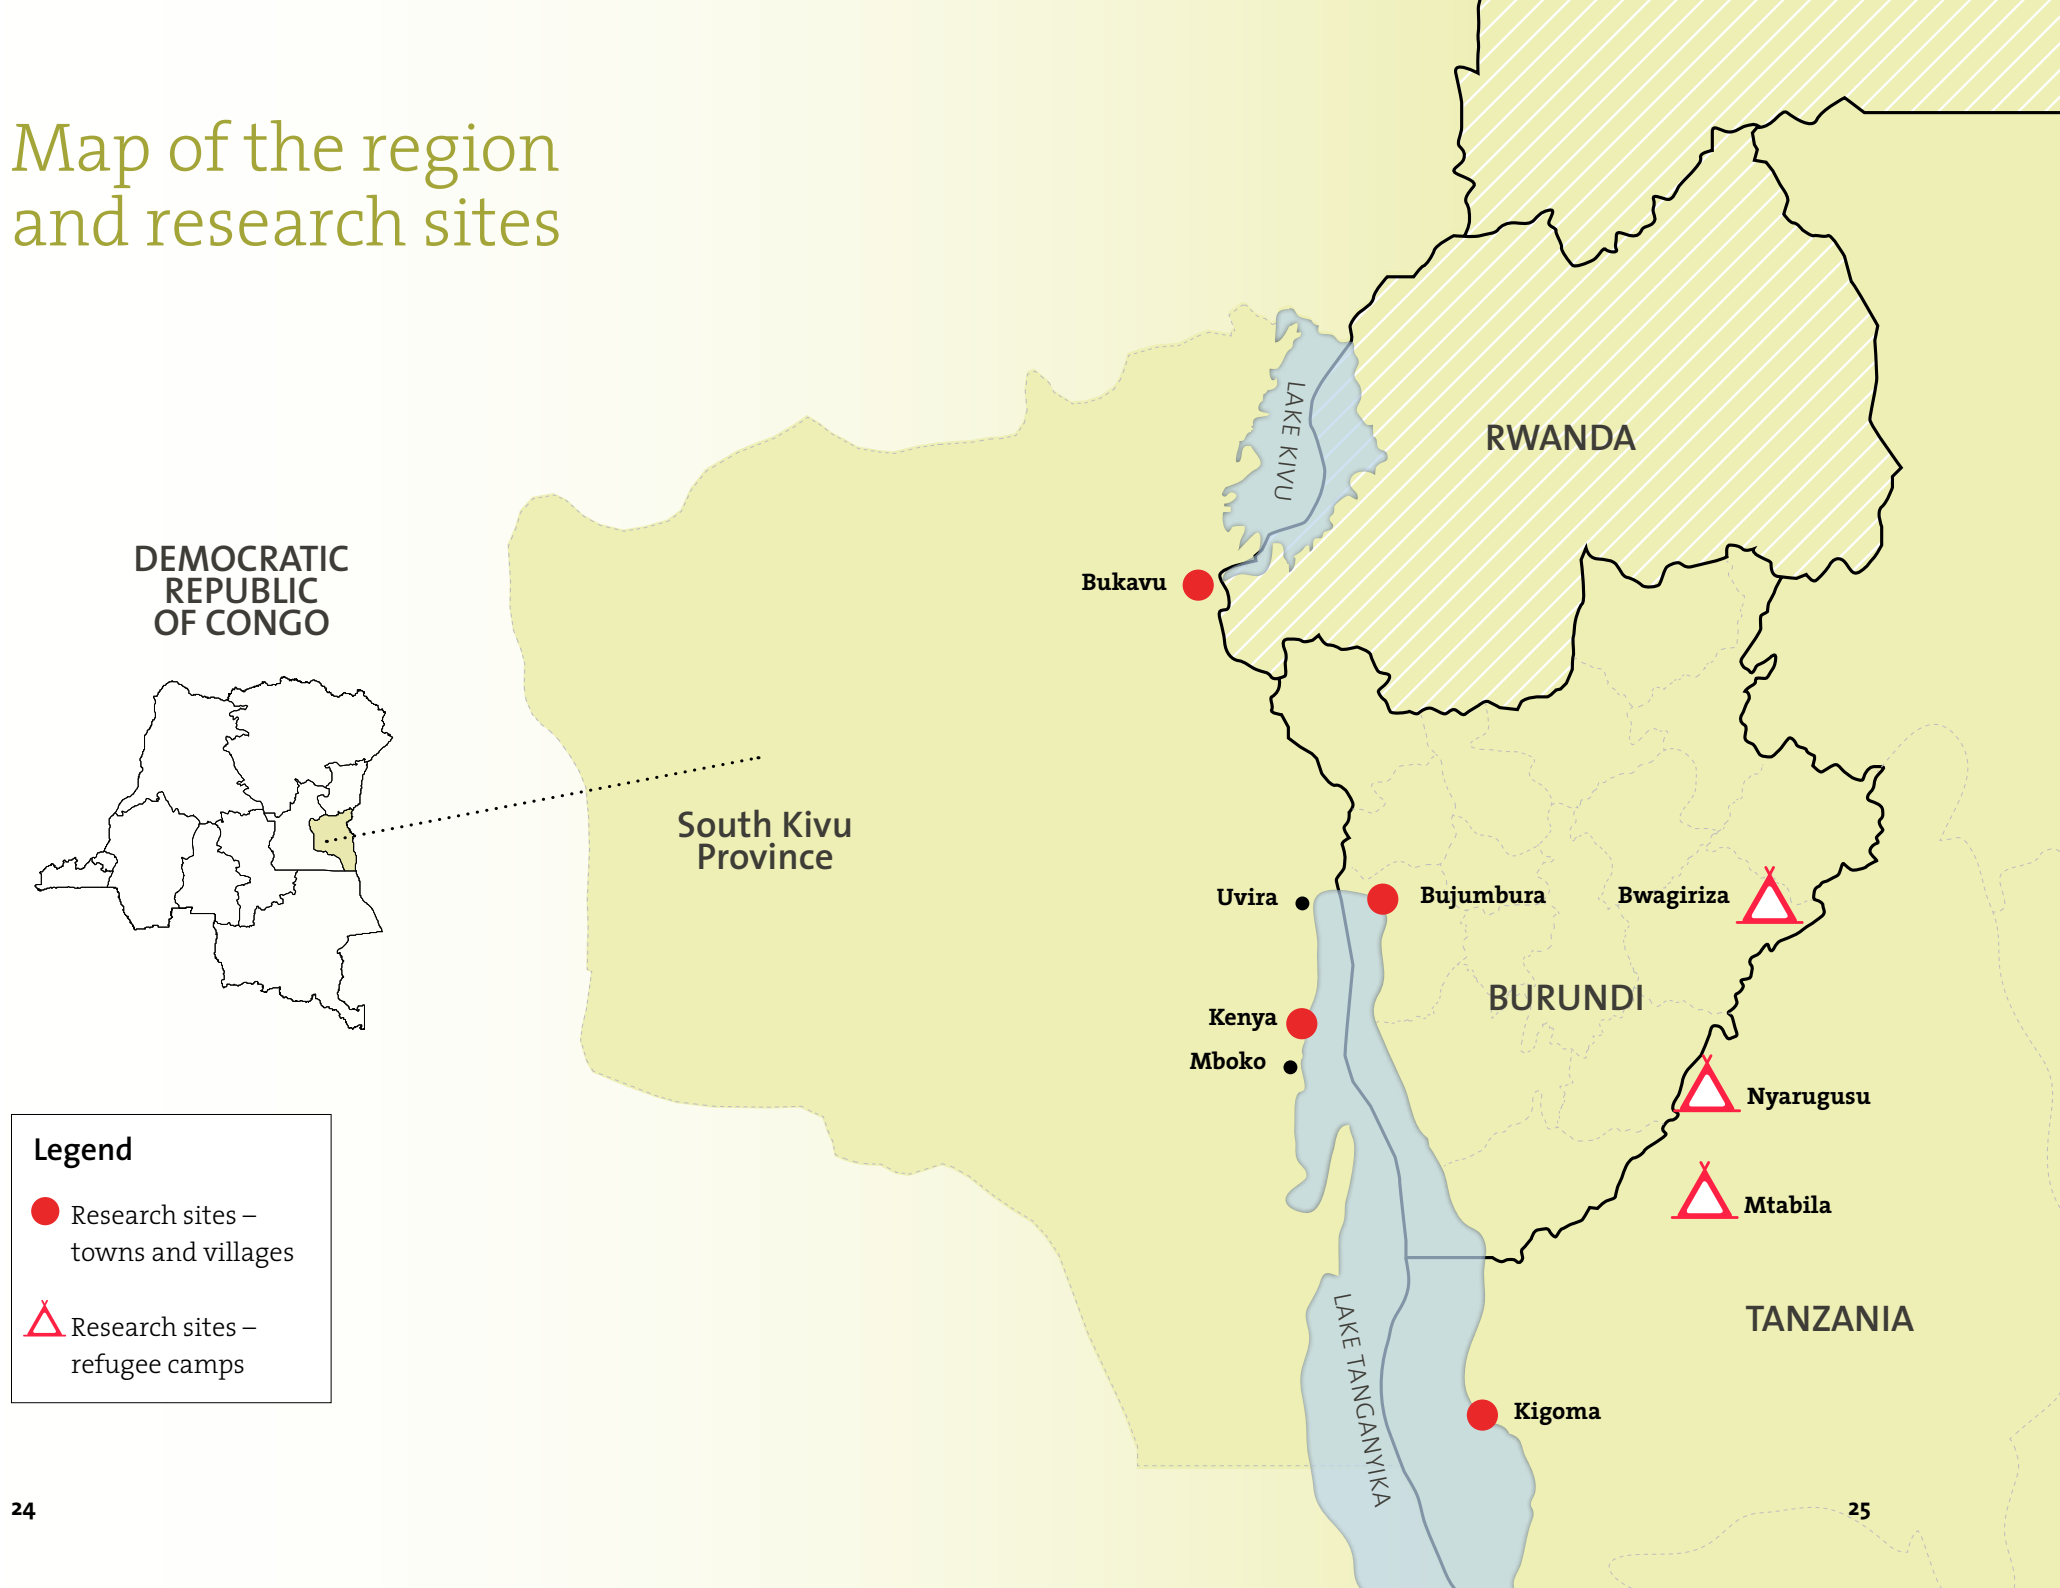 Map of the region
and research sites
DEMOCRATIC
REPUBLIC
OF CONGO
Legend
Research sites –
towns and villages
Research sites –
refugee camps
24
South Kivu
Province
LAKE KIVU
RWANDA
Bukavu
Uvira
Bujumbura
Bwagiriza
BURUNDI
Kenya
Mboko
Nyarugusu
Mtabila
TANZANIA
LAKE TANGANYIKA
Kigoma
25